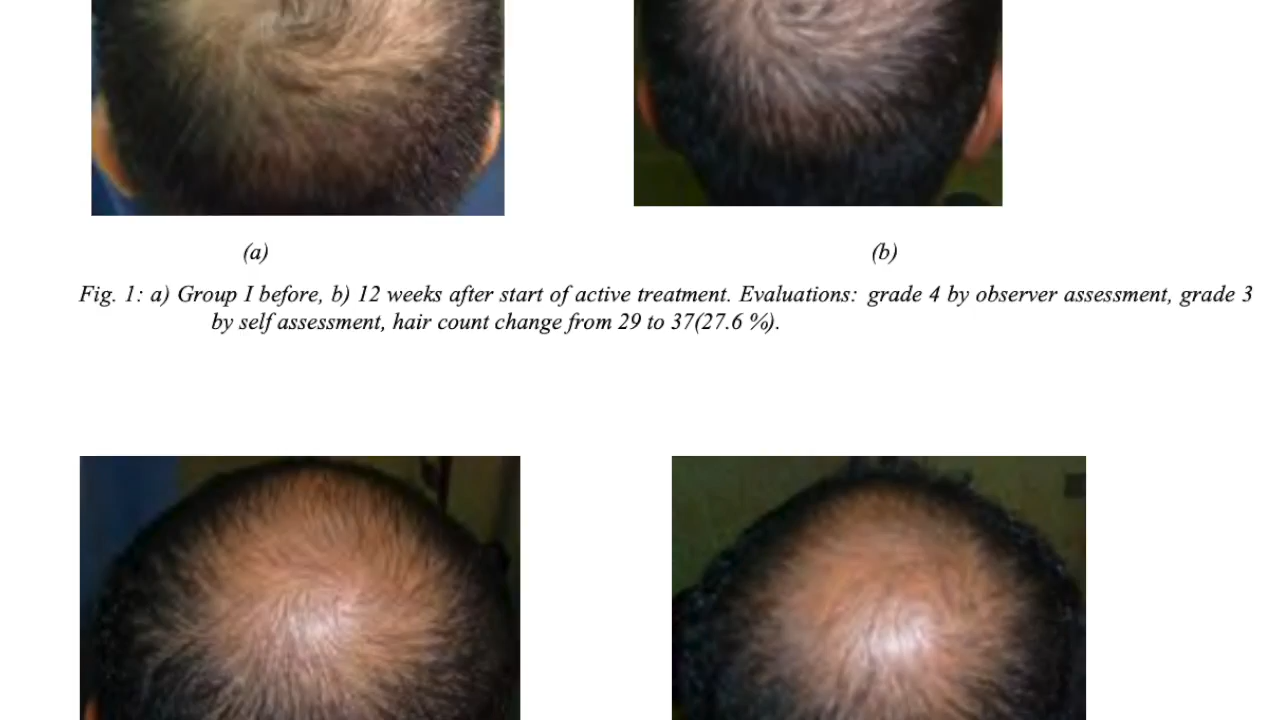 (a)
(b)
Fig. 1: a) Group I before, b) 12 weeks after start of active treatment. Evaluations: grade 4 by observer assessment, grade 3
by self assessment, hair count change from 29 to 37(27.6 %).